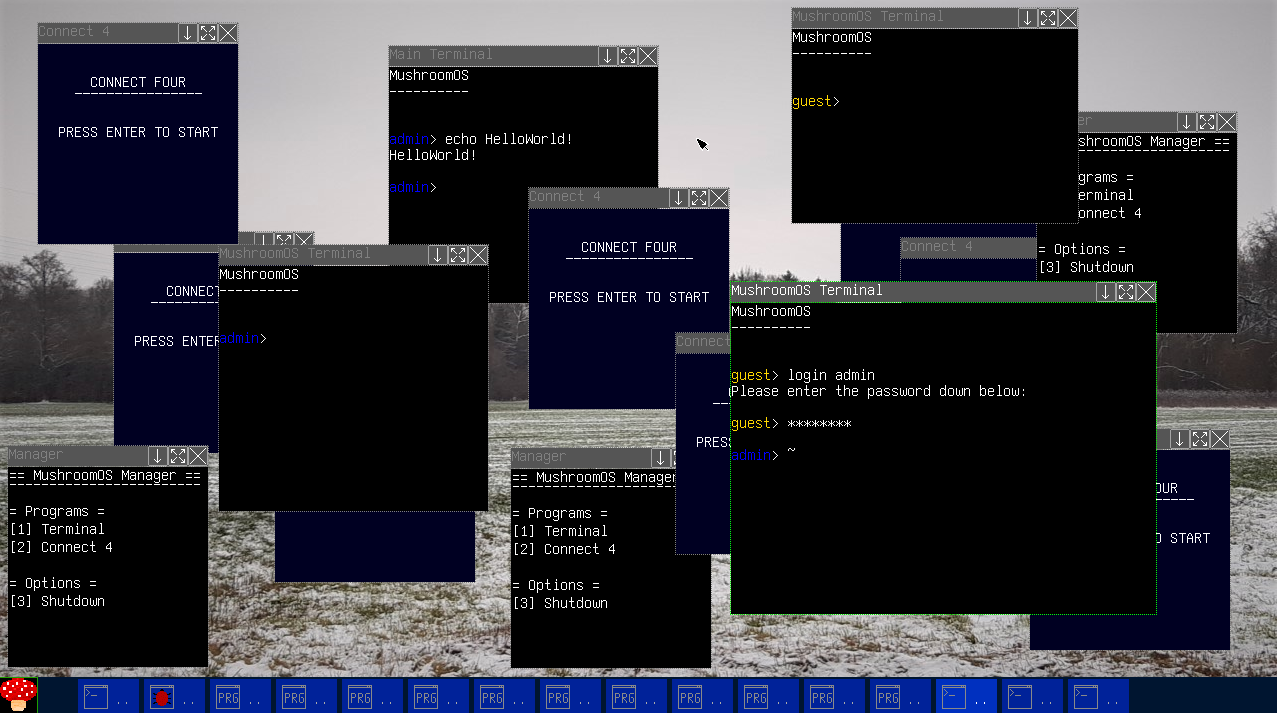 Connect 4
CONNECT FOUR
PRESS ENTER TO START
Main Terminal
MushroomOS
----------
admin> echo HelloWorld!
HelloWorld!
admin>
MushroomOS Terminal
MushroomOS
----------
guest>
er
shroomOS Manager ==
grams =
erminal
onnect 4
= Options =
[3] Shutdown
Connect 4
CONNECT FOUR
PRESS ENTER TO START
CONNECT
PRESS ENTER
MushroomOS Terminal
MushroomOS
----------
admin>
Connect 4
Connect
PRESS
MushroomOS Terminal
MushroomOS
----------
guest> login admin
Please enter the password down below:
guest> ********
admin> ~
Manager
== MushroomOS Manager ==
= Programs =
[1] Terminal
[2] Connect 4
= Options =
[3] Shutdown
Manager
== MushroomOS Manager
= Programs =
[1] Terminal
[2] Connect 4
= Options =
[3] Shutdown
OUR
O START
>_ ..
..
PRG ..
PRG ..
PRG ..
PRG ..
PRG ..
PRG ..
PRG ..
PRG ..
PRG ..
PRG ..
PRG ..
>_ ..
>_ ..
>_ ..